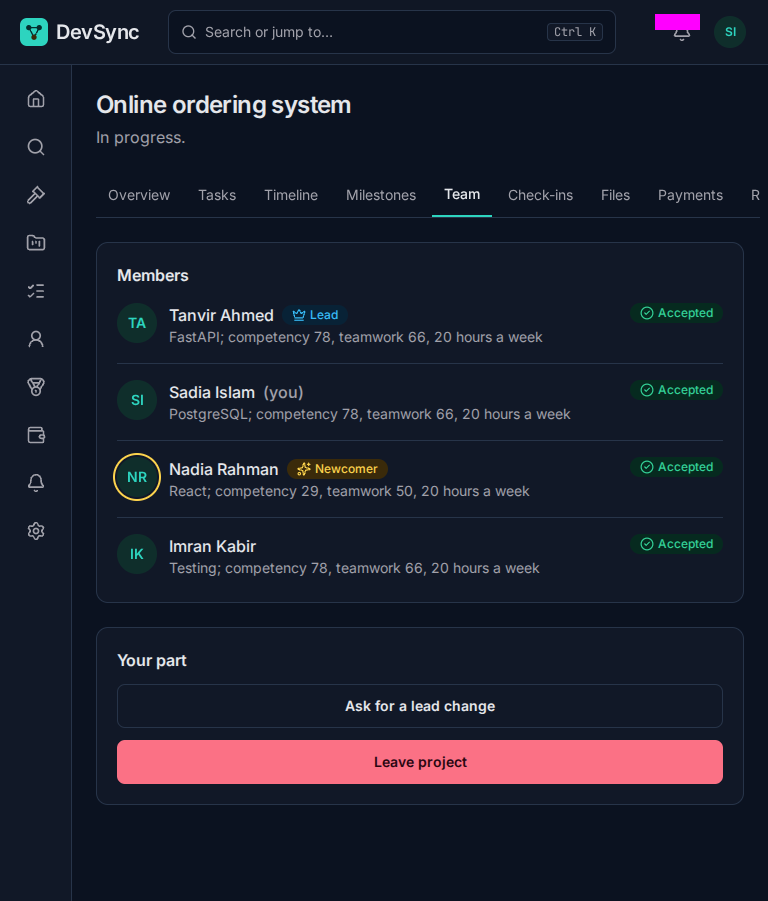 DevSync
Search or jump to...
Ctrl K
SI
Online ordering system
In progress.
Overview Tasks Timeline Milestones Team Check-ins Files Payments R
Members
TA
Tanvir Ahmed Lead
Accepted
FastAPI; competency 78, teamwork 66, 20 hours a week
SI
Sadia Islam (you)
Accepted
PostgreSQL; competency 78, teamwork 66, 20 hours a week
NR
Nadia Rahman Newcomer
Accepted
React; competency 29, teamwork 50, 20 hours a week
IK
Imran Kabir
Accepted
Testing; competency 78, teamwork 66, 20 hours a week
Your part
Ask for a lead change
Leave project